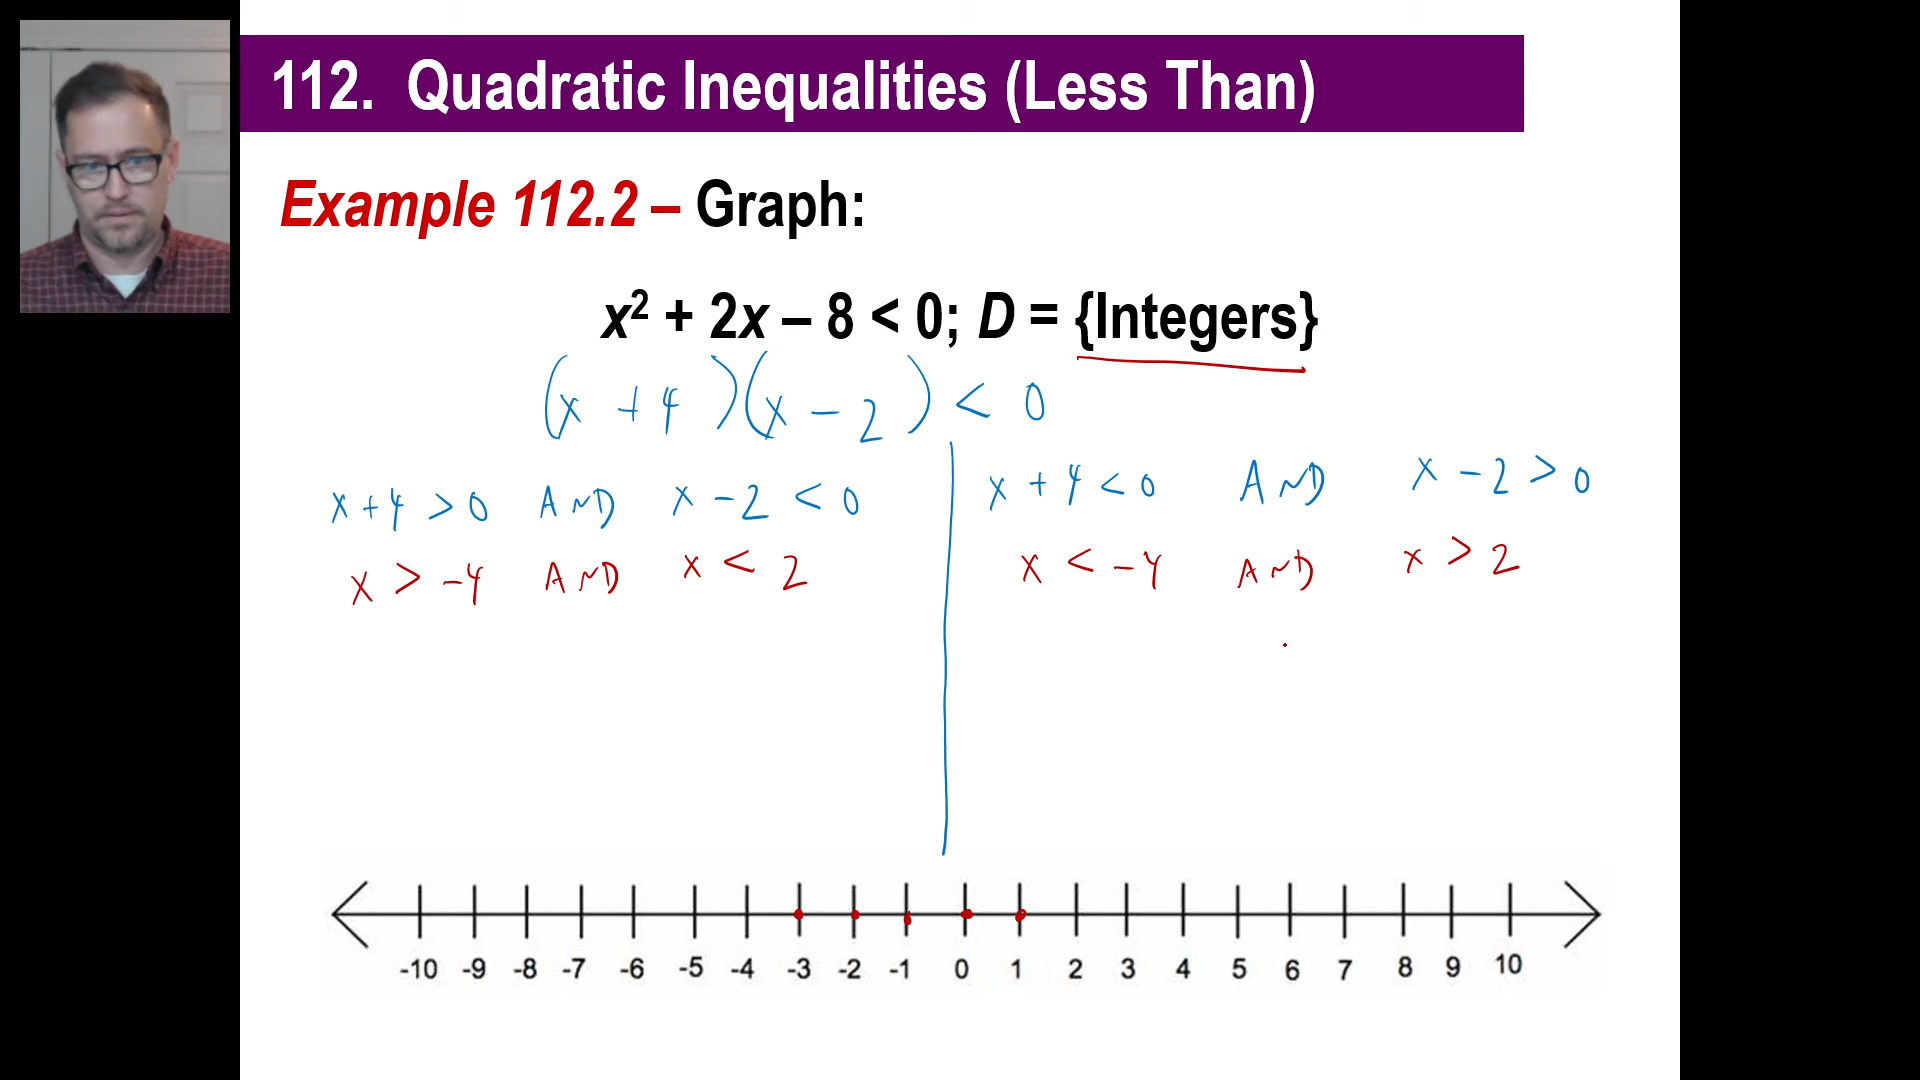 112. Quadratic Inequalities (Less Than)
Example 112.2 – Graph:
x² + 2x – 8 < 0; D = {Integers}
(x + 4)(x – 2) < 0
x + 4 > 0 AND x – 2 < 0
x + 4 < 0 AND x – 2 > 0
x > –4 AND x < 2
x < –4 AND x > 2
-10 -9 -8 -7 -6 -5 -4 -3 -2 -1 0 1 2 3 4 5 6 7 8 9 10